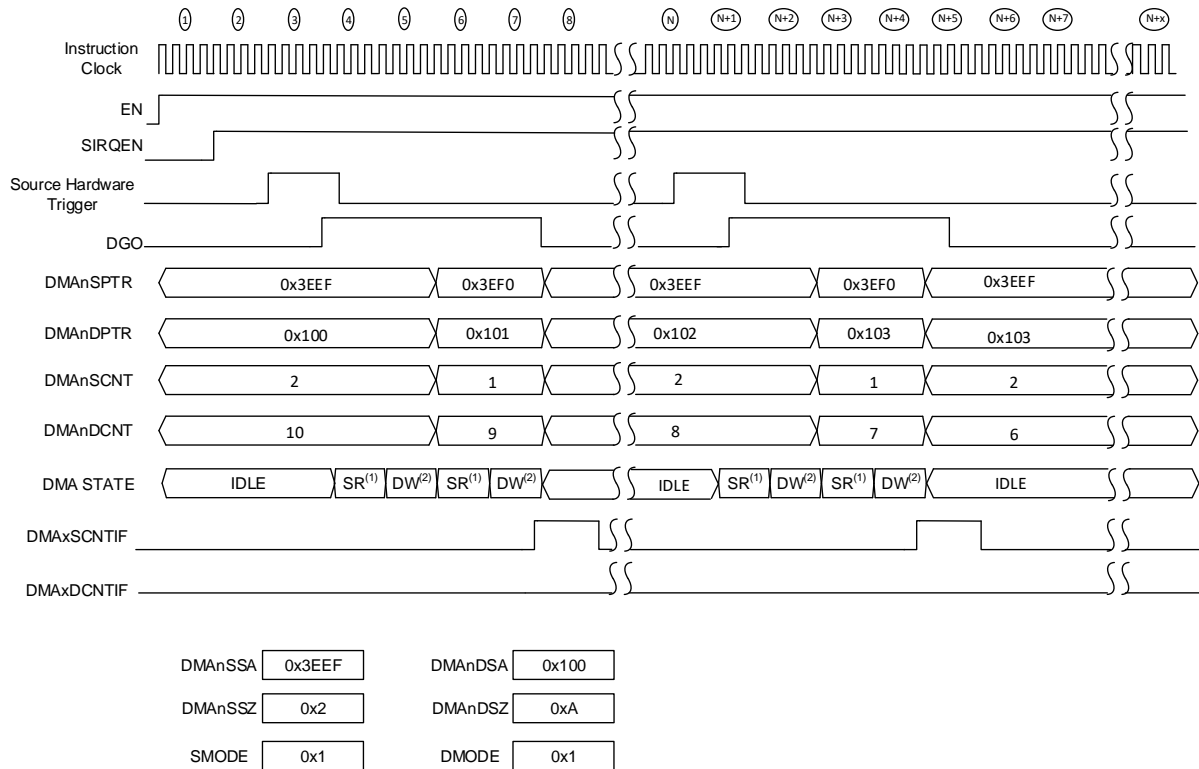 1 2 3 4 5 6 7 8 N N+1 N+2 N+3 N+4 N+5 N+6 N+7 N+x
Instruction
Clock
EN
SIRQEN
Source Hardware
Trigger
DGO
DMAnSPTR 0x3EEF 0x3EF0 0x3EEF 0x3EF0 0x3EEF
DMAnDPTR 0x100 0x101 0x102 0x103 0x103
DMAnSCNT 2 1 2 1 2
DMAnDCNT 10 9 8 7 6
DMA STATE IDLE SR(1) DW(2) SR(1) DW(2) IDLE SR(1) DW(2) SR(1) DW(2) IDLE
DMAxSCNTIF
DMAxDCNTIF
DMAnSSA 0x3EEF DMAnDSA 0x100
DMAnSSZ 0x2 DMAnDSZ 0xA
SMODE 0x1 DMODE 0x1